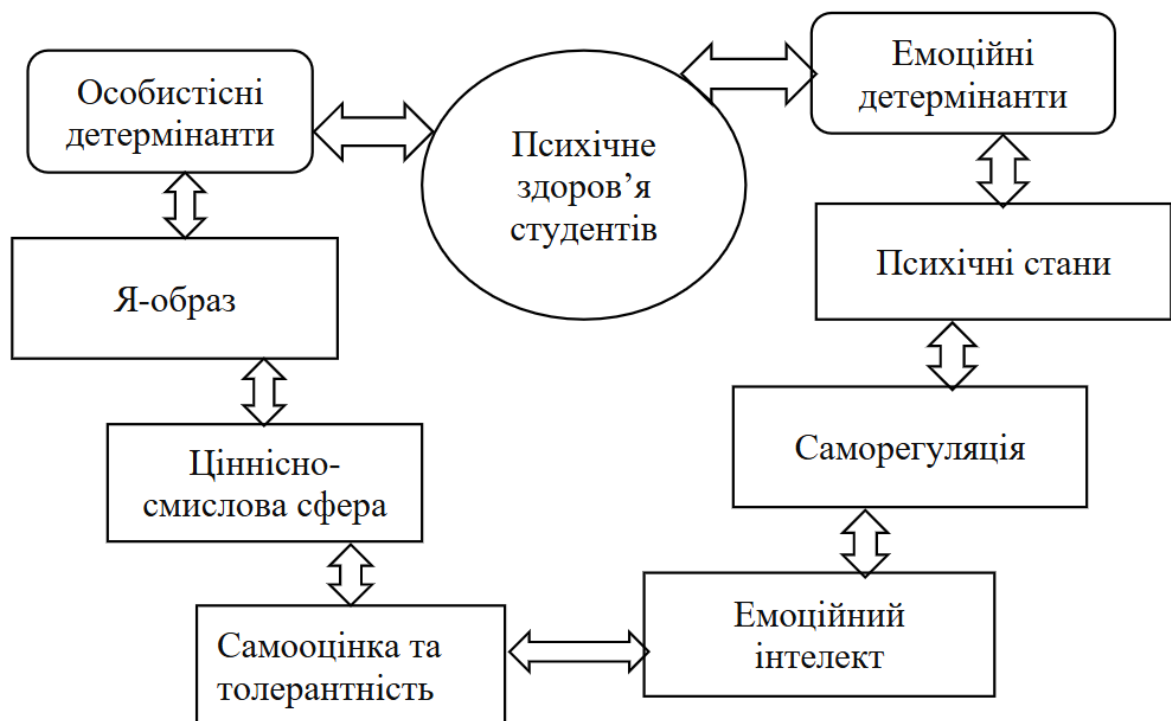 Особистісні
детермінанти
Психічне
здоров’я
студентів
Емоційні
детермінанти
Я-образ
Психічні стани
Ціннісно-
смислова сфера
Саморегуляція
Самооцінка та
толерантність
Емоційний
інтелект